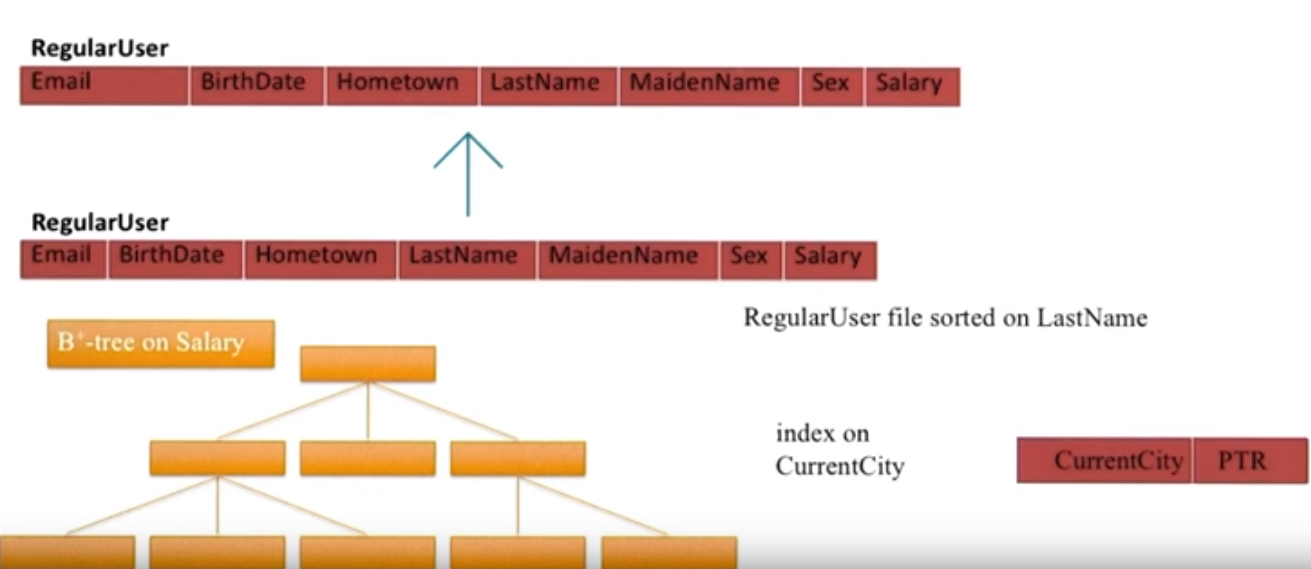 RegularUser
Email BirthDate Hometown LastName MaidenName Sex Salary
RegularUser
Email BirthDate Hometown LastName MaidenName Sex Salary
RegularUser file sorted on LastName
B⁺-tree on Salary
index on
CurrentCity
CurrentCity PTR